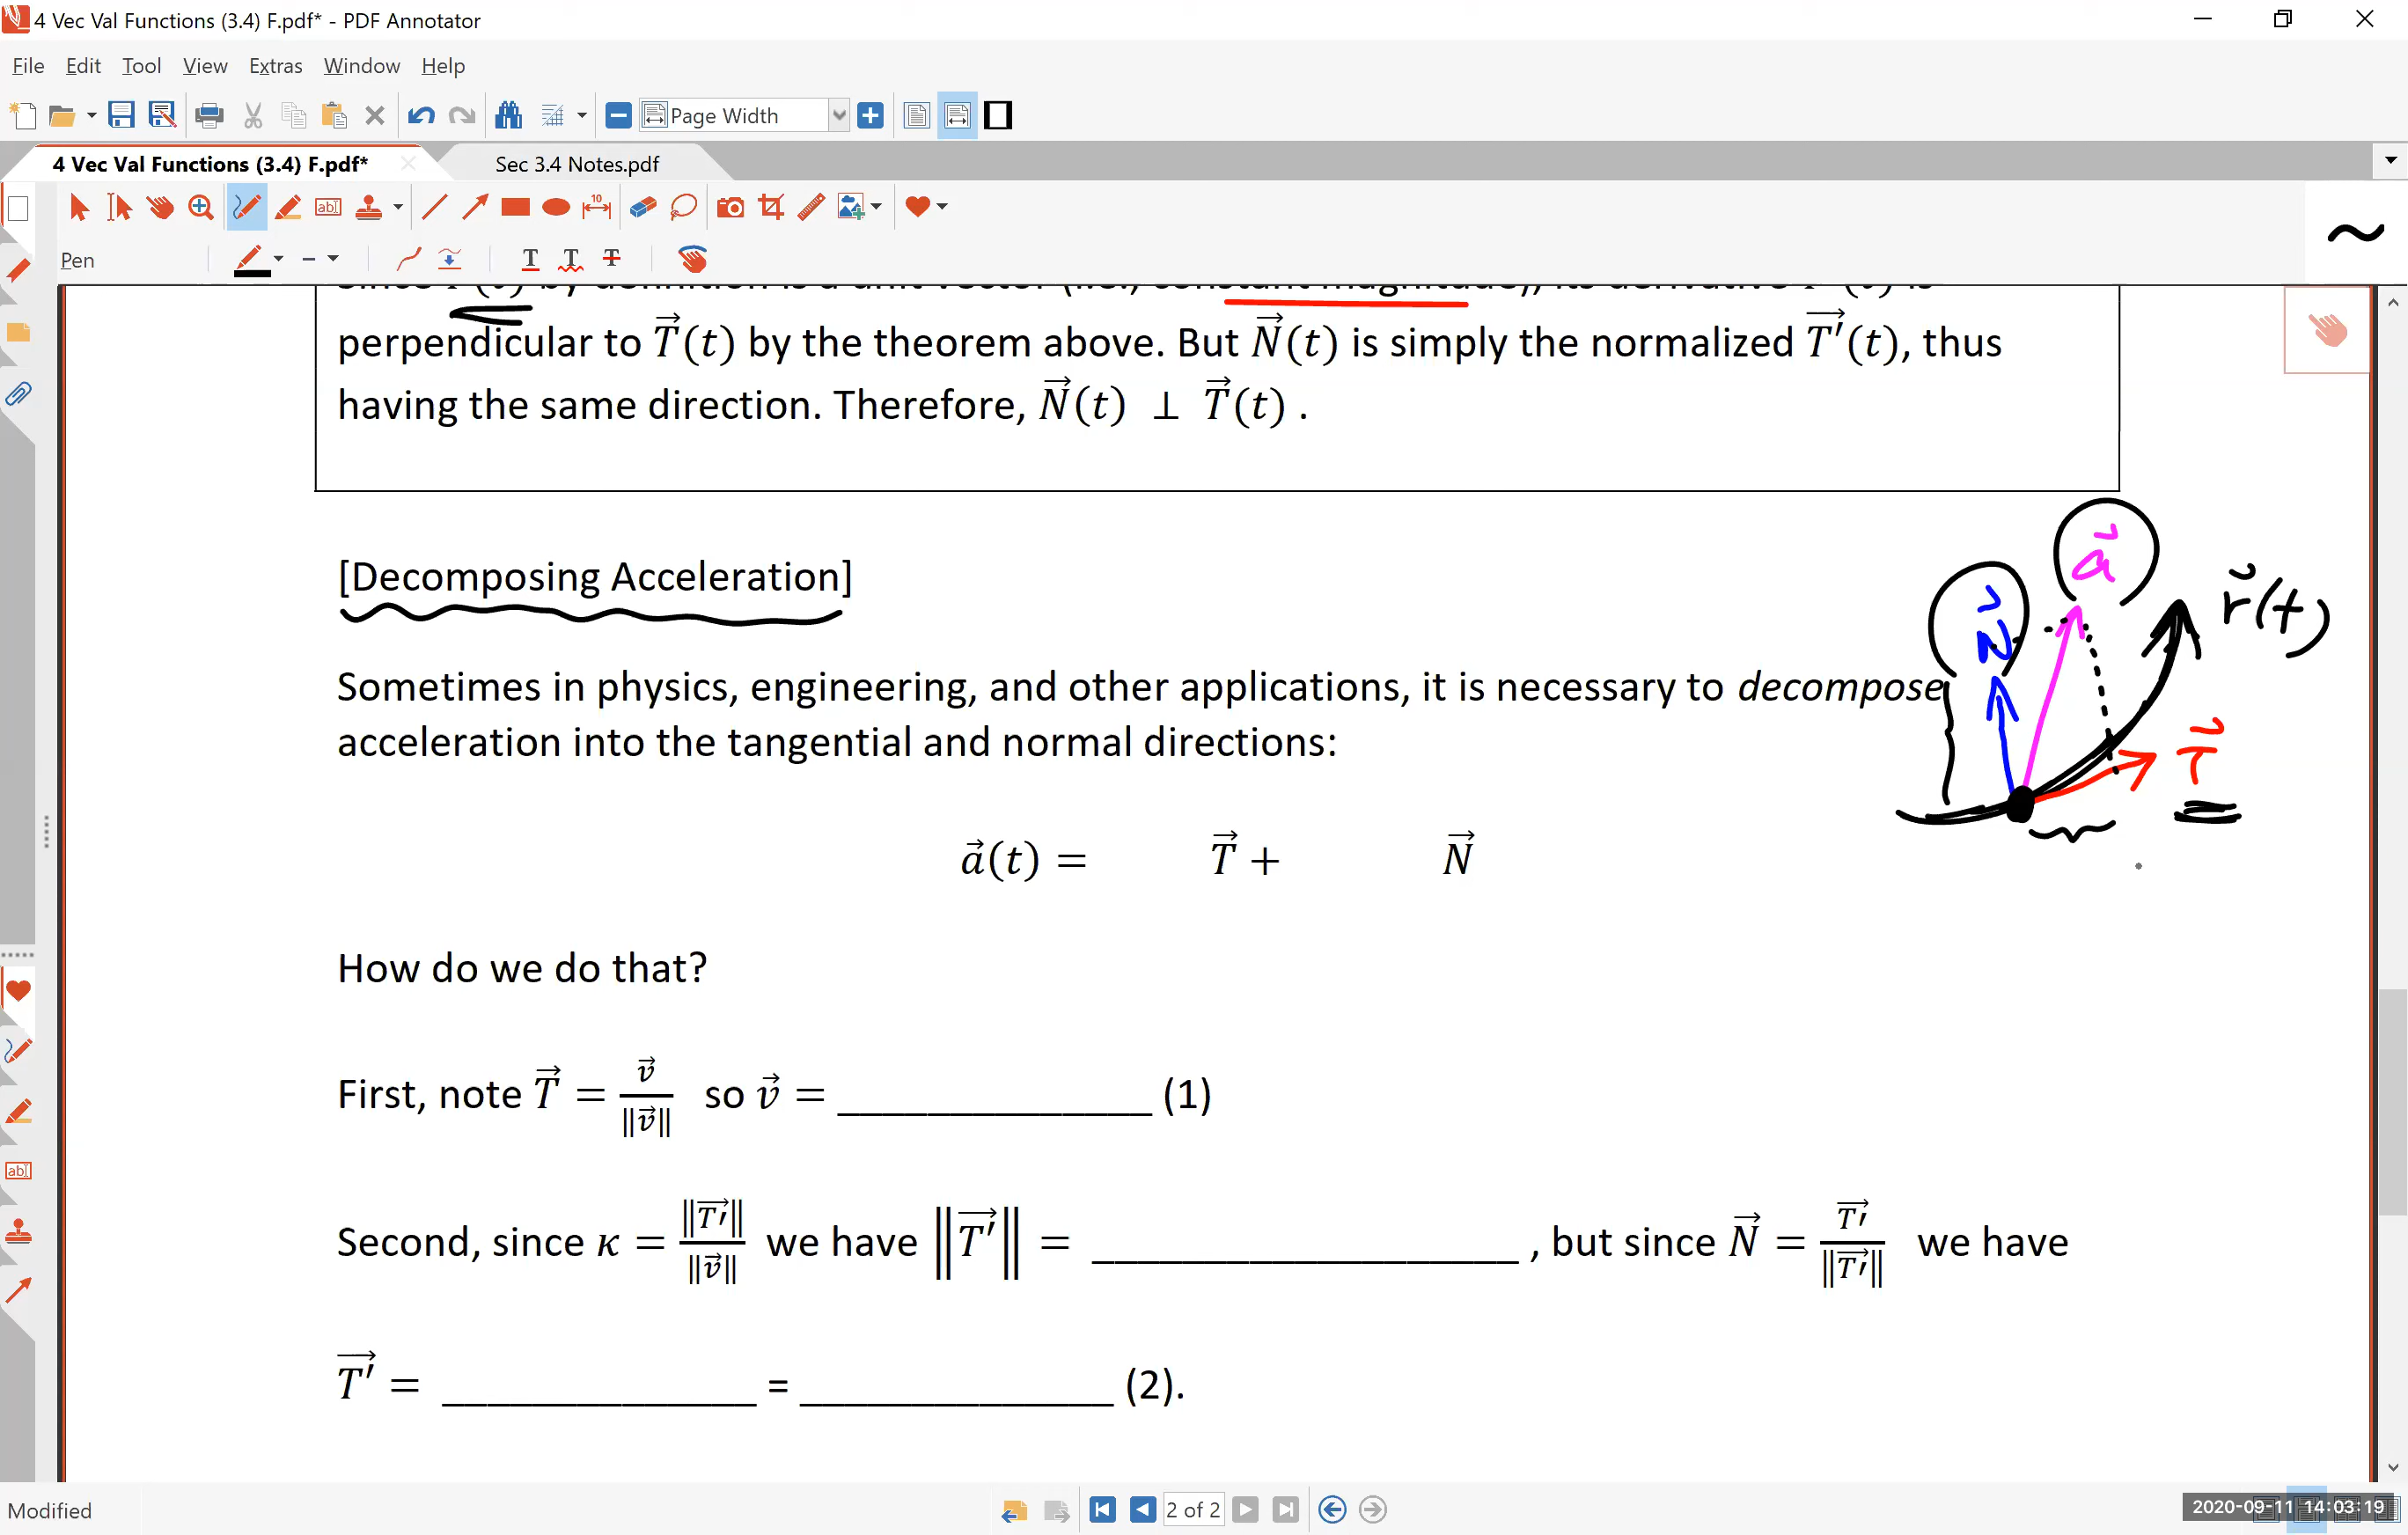 4 Vec Val Functions (3.4) F.pdf* - PDF Annotator
File Edit Tool View Extras Window Help
Page Width
4 Vec Val Functions (3.4) F.pdf* Sec 3.4 Notes.pdf
10
Pen
perpendicular to T⃗(t) by the theorem above. But N⃗(t) is simply the normalized T'⃗(t), thus
having the same direction. Therefore, N⃗(t) ⊥ T⃗(t) .
[Decomposing Acceleration]
a⃗
N⃗
r⃗(t)
T⃗
Sometimes in physics, engineering, and other applications, it is necessary to decompose
acceleration into the tangential and normal directions:
a⃗(t) = T⃗ + N⃗
How do we do that?
First, note T⃗ = v⃗/‖v⃗‖ so v⃗ = ______________ (1)
Second, since κ = ‖T'⃗‖/‖v⃗‖ we have ‖T'⃗‖ = ___________________ , but since N⃗ = T'⃗/‖T'⃗‖ we have
T'⃗ = ______________ = ______________ (2).
Modified
2 of 2
2020-09-11 14:03:19